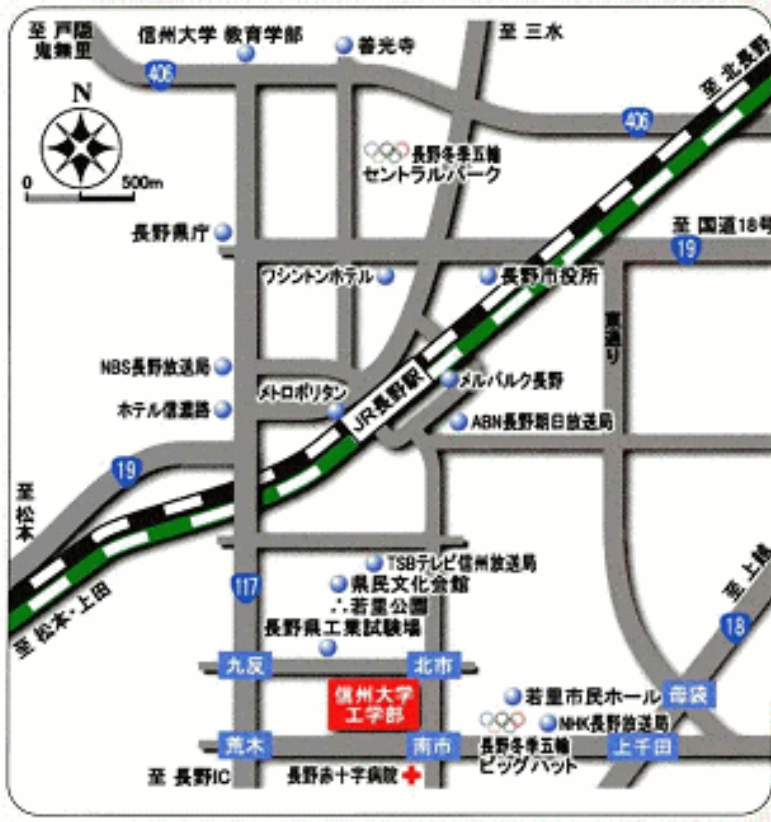 至 戸隠
鬼無里
信州大学 教育学部
善光寺
至 三水
至 北長野
406
406
N
0 500m
長野冬季五輪
セントラルパーク
長野県庁
至 国道18号
19
ワシントンホテル
長野市役所
東通り
NBS長野放送局
メトロポリタン
JR長野駅
メルパルク長野
ホテル信濃路
ABN長野朝日放送局
19
至 松本
至 松本・上田
117
TSBテレビ信州放送局
県民文化会館
∴若里公園
長野県工業試験場
至 上越
18
九反
北市
信州大学
工学部
若里市民ホール
母袋
NHK長野放送局
荒木
南市
長野冬季五輪
ビッグハット
上千田
至 長野IC
長野赤十字病院